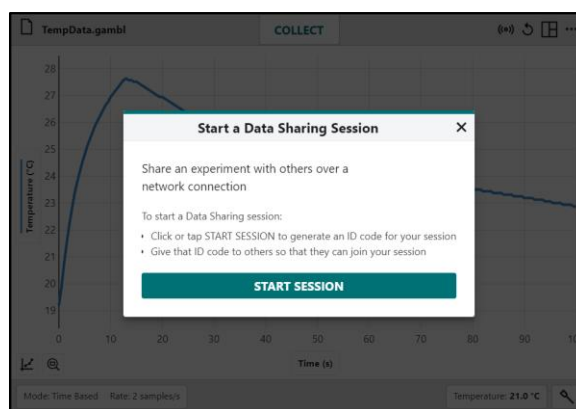 TempData.gambl
COLLECT
28
27
26
25
24
23
22
21
20
19
Temperature (°C)
Start a Data Sharing Session
Share an experiment with others over a
network connection
To start a Data Sharing session:
• Click or tap START SESSION to generate an ID code for your session
• Give that ID code to others so that they can join your session
START SESSION
0 10 20 30 40 50 60 70 80 90
Time (s)
Mode: Time Based Rate: 2 samples/s
Temperature: 21.0 °C